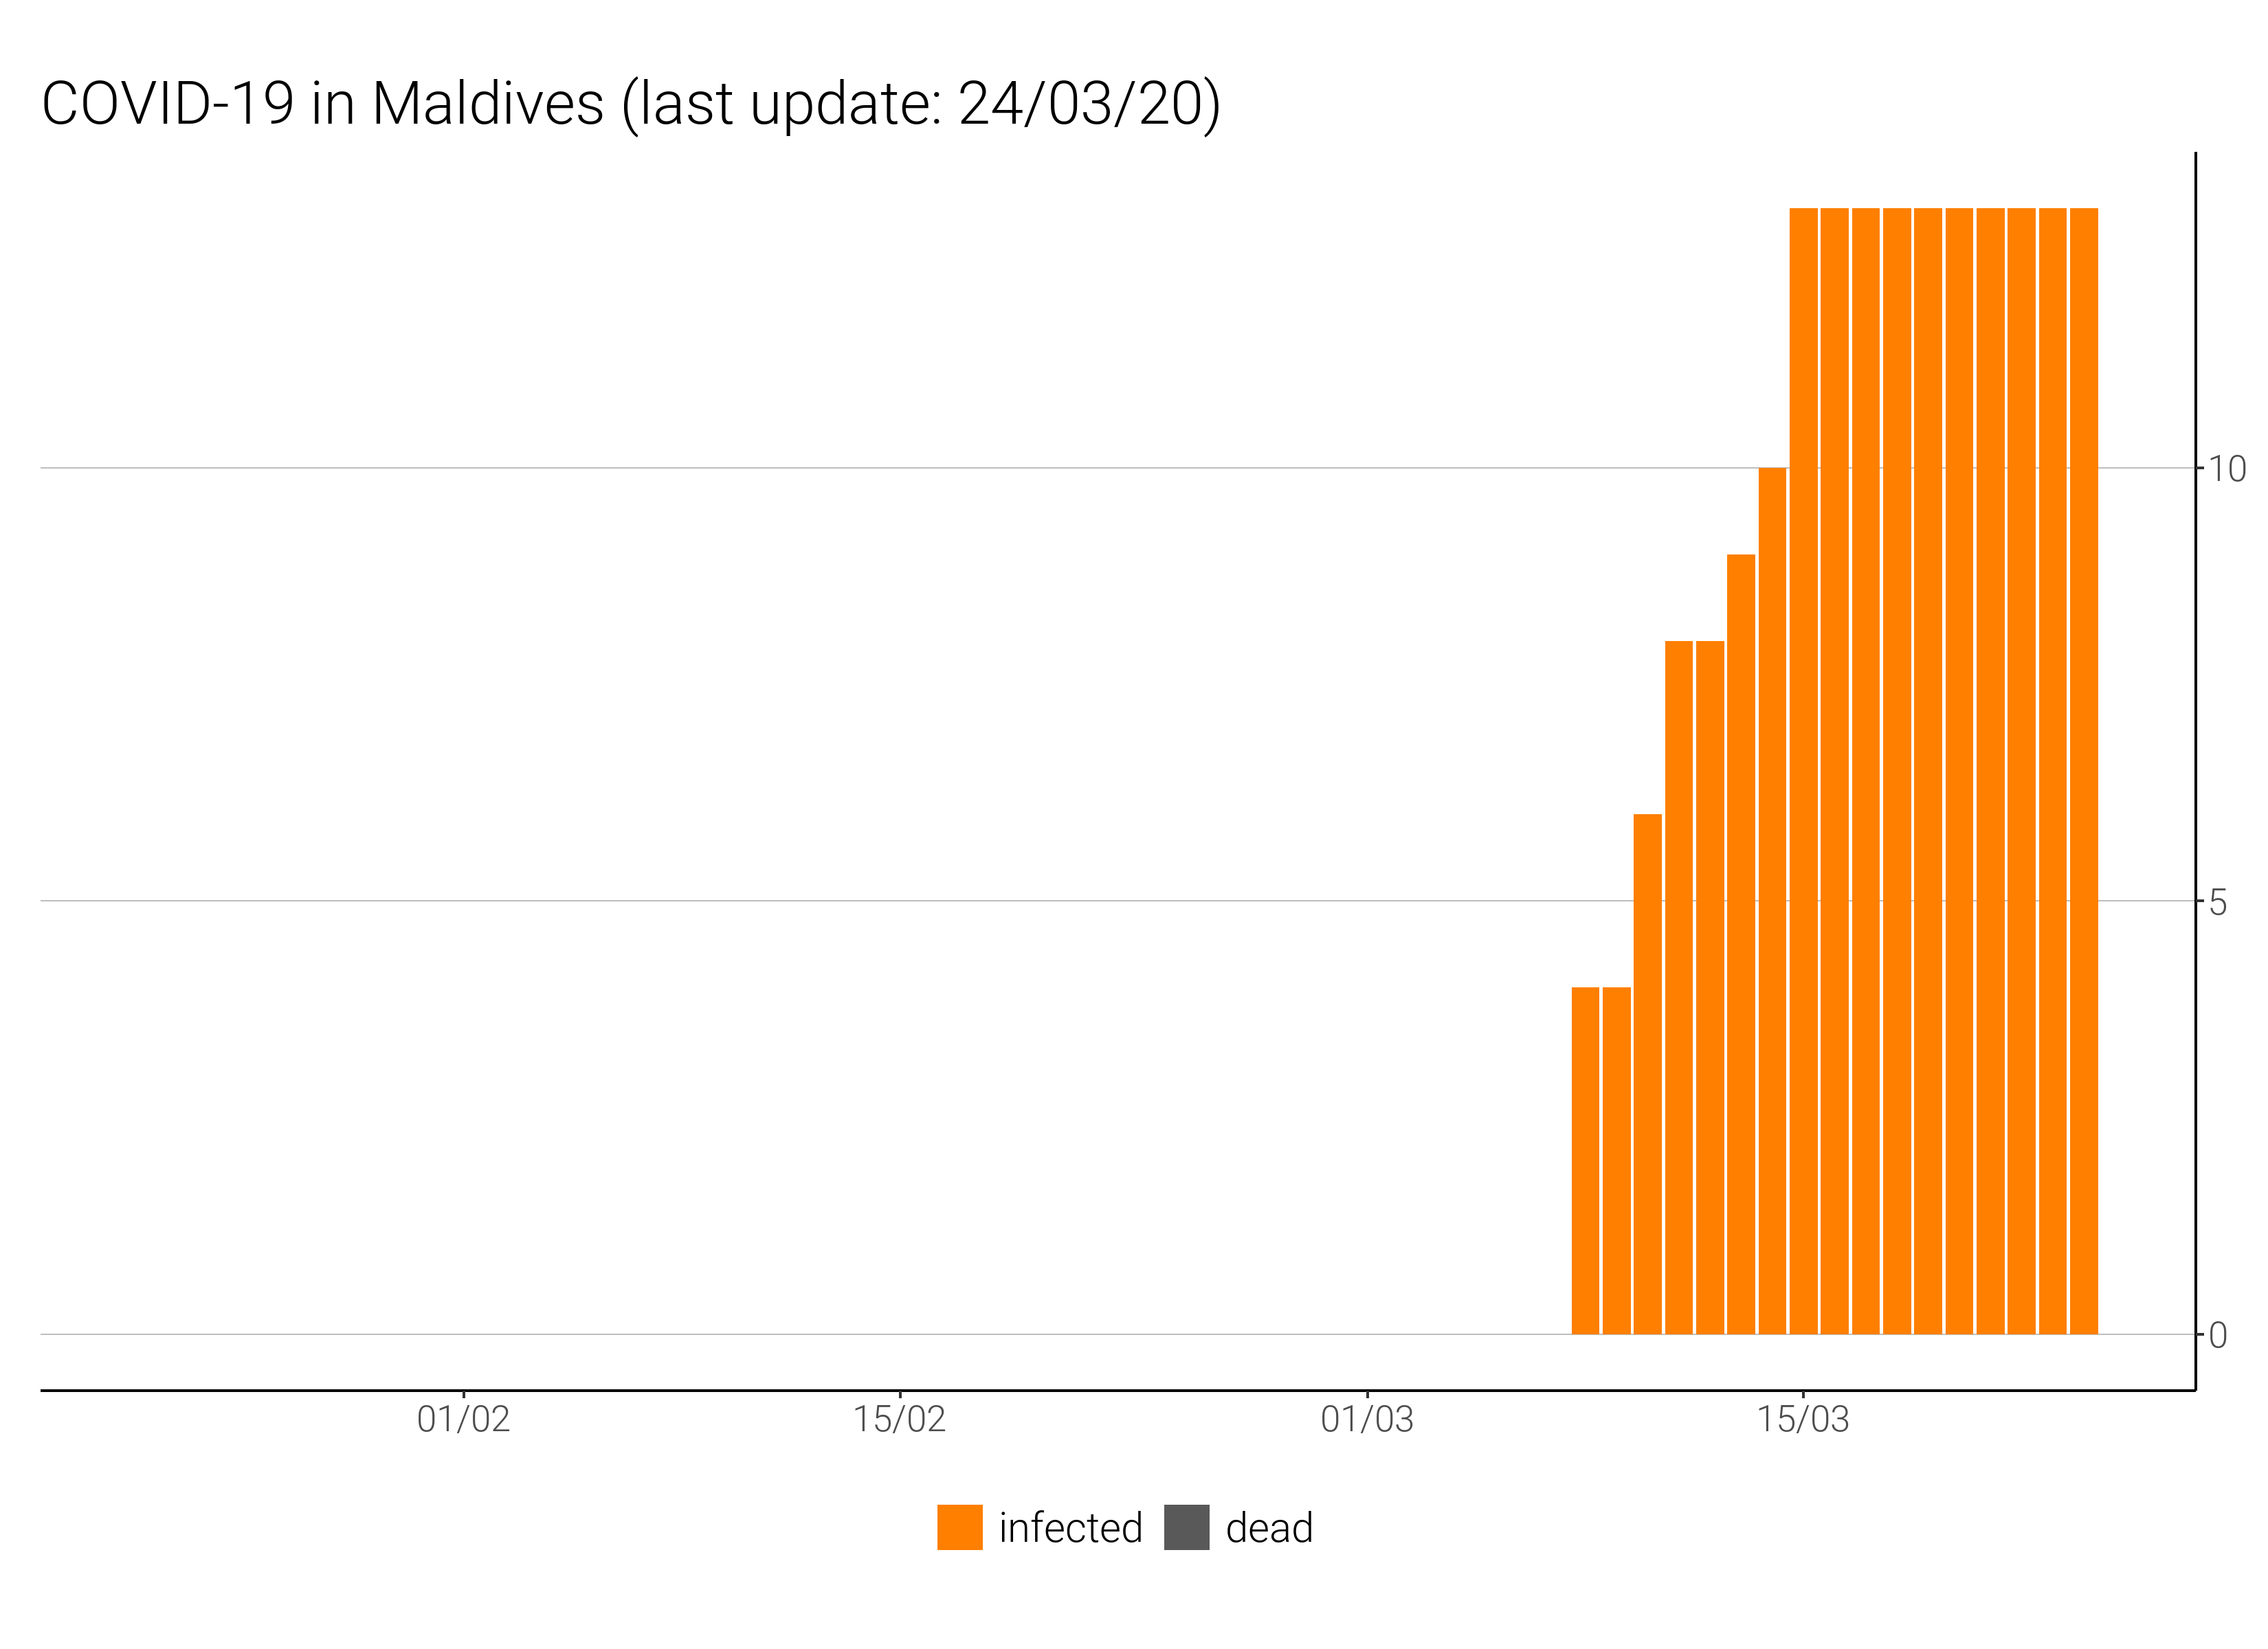 COVID-19 in Maldives (last update: 24/03/20)
10
5
0
01/02 15/02 01/03 15/03
infected dead